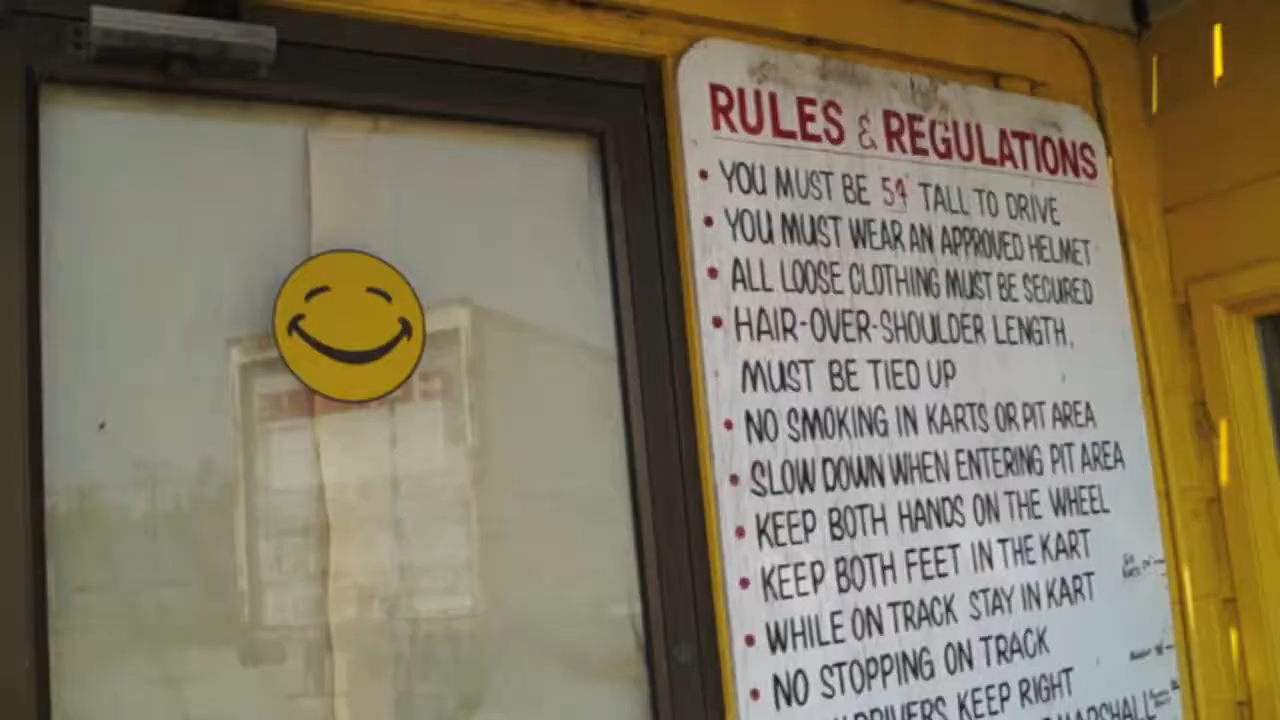 RULES & REGULATIONS
• YOU MUST BE 54 TALL TO DRIVE
• YOU MUST WEAR AN APPROVED HELMET
• ALL LOOSE CLOTHING MUST BE SECURED
• HAIR-OVER-SHOULDER LENGTH,
MUST BE TIED UP
• NO SMOKING IN KARTS OR PIT AREA
• SLOW DOWN WHEN ENTERING PIT AREA
• KEEP BOTH HANDS ON THE WHEEL
• KEEP BOTH FEET IN THE KART
• WHILE ON TRACK STAY IN KART
• NO STOPPING ON TRACK
DRIVERS KEEP RIGHT
MARSHALL